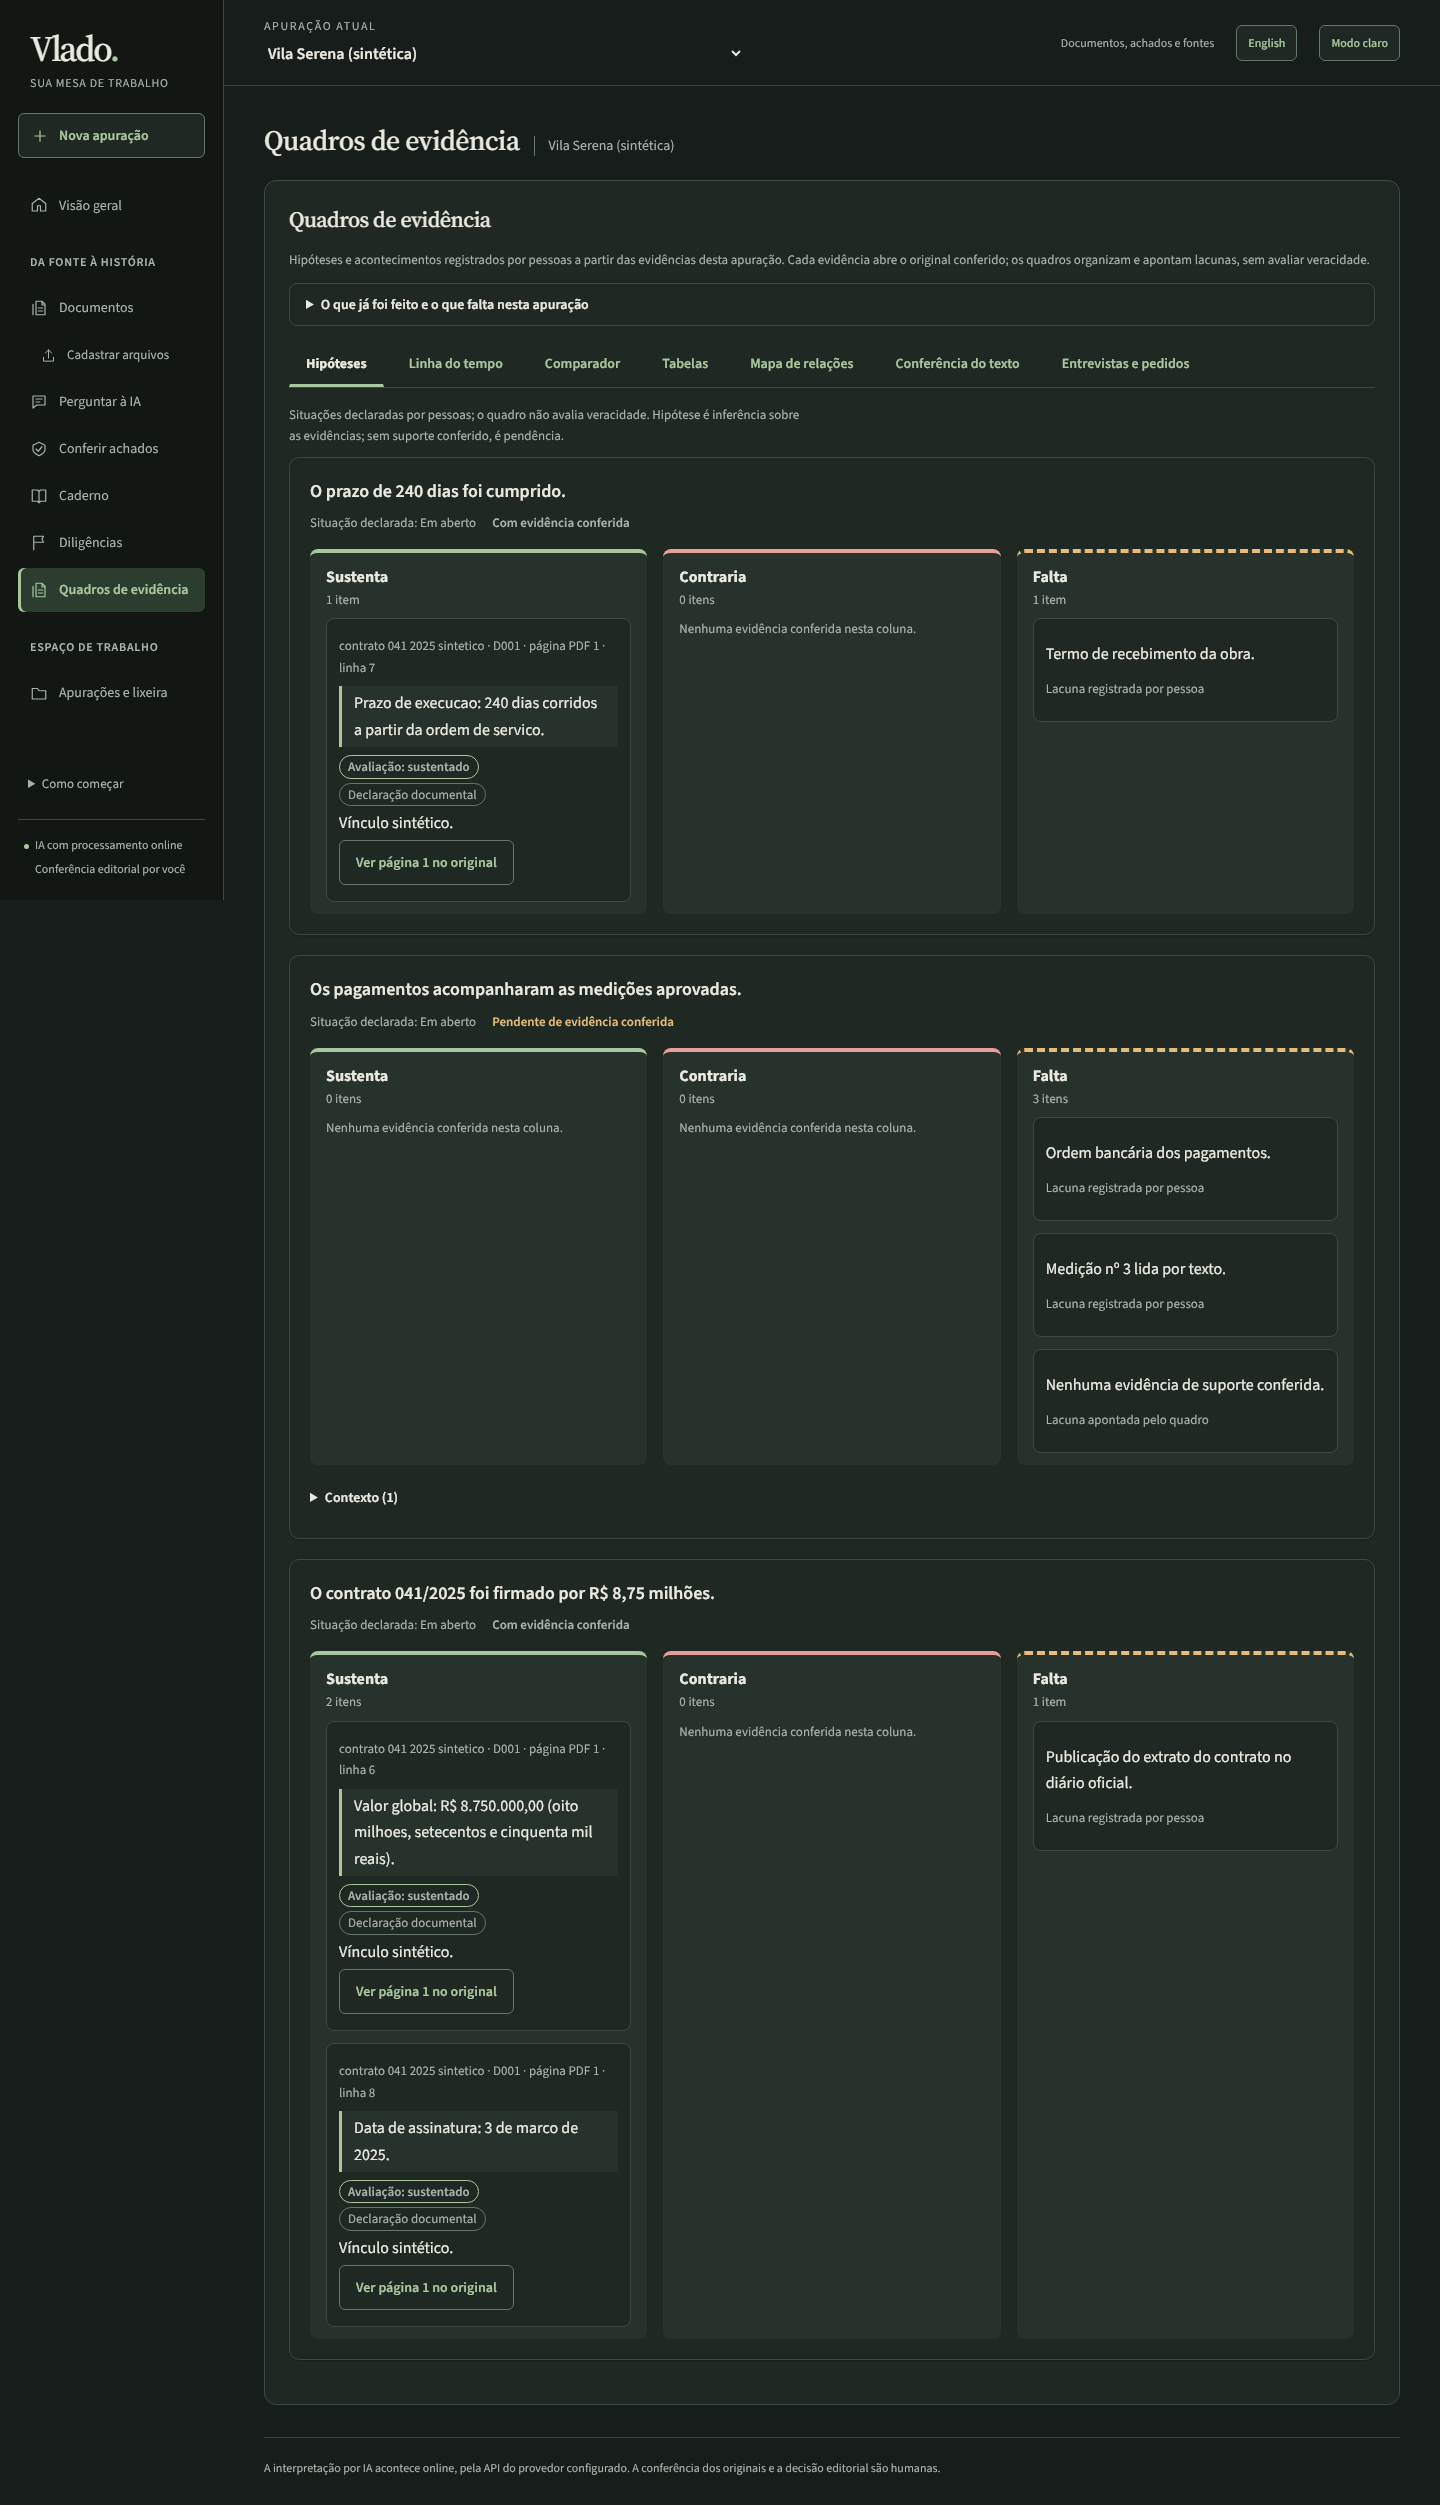 Vlado.
SUA MESA DE TRABALHO
Nova apuração
Visão geral
DA FONTE À HISTÓRIA
Documentos
Cadastrar arquivos
Perguntar à IA
Conferir achados
Caderno
Diligências
Quadros de evidência
ESPAÇO DE TRABALHO
Apurações e lixeira
Como começar
IA com processamento online
Conferência editorial por você
APURAÇÃO ATUAL
Vila Serena (sintética)
Documentos, achados e fontes
English
Modo claro
Quadros de evidência
Vila Serena (sintética)
Quadros de evidência
Hipóteses e acontecimentos registrados por pessoas a partir das evidências desta apuração. Cada evidência abre o original conferido; os quadros organizam e apontam lacunas, sem avaliar veracidade.
O que já foi feito e o que falta nesta apuração
Hipóteses
Linha do tempo
Comparador
Tabelas
Mapa de relações
Conferência do texto
Entrevistas e pedidos
Situações declaradas por pessoas; o quadro não avalia veracidade. Hipótese é inferência sobre
as evidências; sem suporte conferido, é pendência.
O prazo de 240 dias foi cumprido.
Situação declarada: Em aberto
Com evidência conferida
Sustenta
1 item
contrato 041 2025 sintetico · D001 · página PDF 1 ·
linha 7
Prazo de execucao: 240 dias corridos
a partir da ordem de servico.
Avaliação: sustentado
Declaração documental
Vínculo sintético.
Ver página 1 no original
Contraria
0 itens
Nenhuma evidência conferida nesta coluna.
Falta
1 item
Termo de recebimento da obra.
Lacuna registrada por pessoa
Os pagamentos acompanharam as medições aprovadas.
Situação declarada: Em aberto
Pendente de evidência conferida
Sustenta
0 itens
Nenhuma evidência conferida nesta coluna.
Contraria
0 itens
Nenhuma evidência conferida nesta coluna.
Falta
3 itens
Ordem bancária dos pagamentos.
Lacuna registrada por pessoa
Medição nº 3 lida por texto.
Lacuna registrada por pessoa
Nenhuma evidência de suporte conferida.
Lacuna apontada pelo quadro
Contexto (1)
O contrato 041/2025 foi firmado por R$ 8,75 milhões.
Situação declarada: Em aberto
Com evidência conferida
Sustenta
2 itens
contrato 041 2025 sintetico · D001 · página PDF 1 ·
linha 6
Valor global: R$ 8.750.000,00 (oito
milhoes, setecentos e cinquenta mil
reais).
Avaliação: sustentado
Declaração documental
Vínculo sintético.
Ver página 1 no original
contrato 041 2025 sintetico · D001 · página PDF 1 ·
linha 8
Data de assinatura: 3 de marco de
2025.
Avaliação: sustentado
Declaração documental
Vínculo sintético.
Ver página 1 no original
Contraria
0 itens
Nenhuma evidência conferida nesta coluna.
Falta
1 item
Publicação do extrato do contrato no
diário oficial.
Lacuna registrada por pessoa
A interpretação por IA acontece online, pela API do provedor configurado. A conferência dos originais e a decisão editorial são humanas.